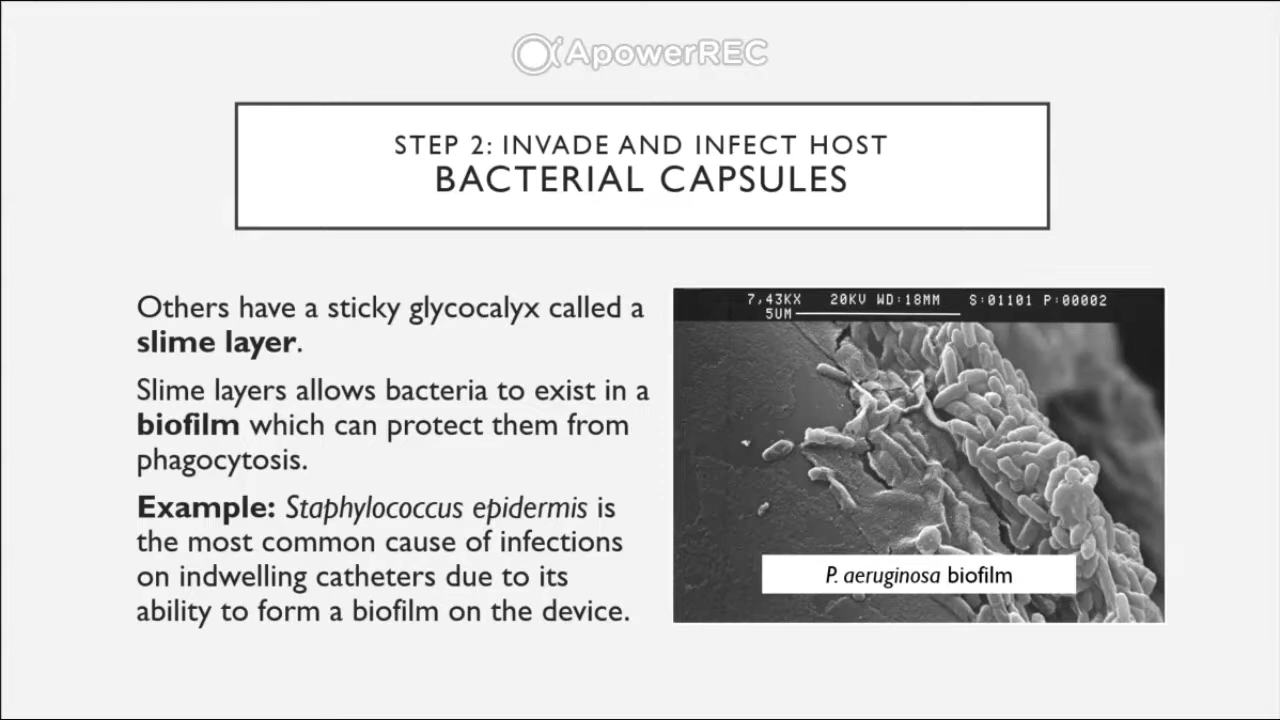 ApowerREC
STEP 2: INVADE AND INFECT HOST
BACTERIAL CAPSULES
Others have a sticky glycocalyx called a
slime layer.
Slime layers allows bacteria to exist in a
biofilm which can protect them from
phagocytosis.
Example: Staphylococcus epidermis is
the most common cause of infections
on indwelling catheters due to its
ability to form a biofilm on the device.
7,43KX 20KV WD:18MM S:01101 P:00002
5UM
P. aeruginosa biofilm